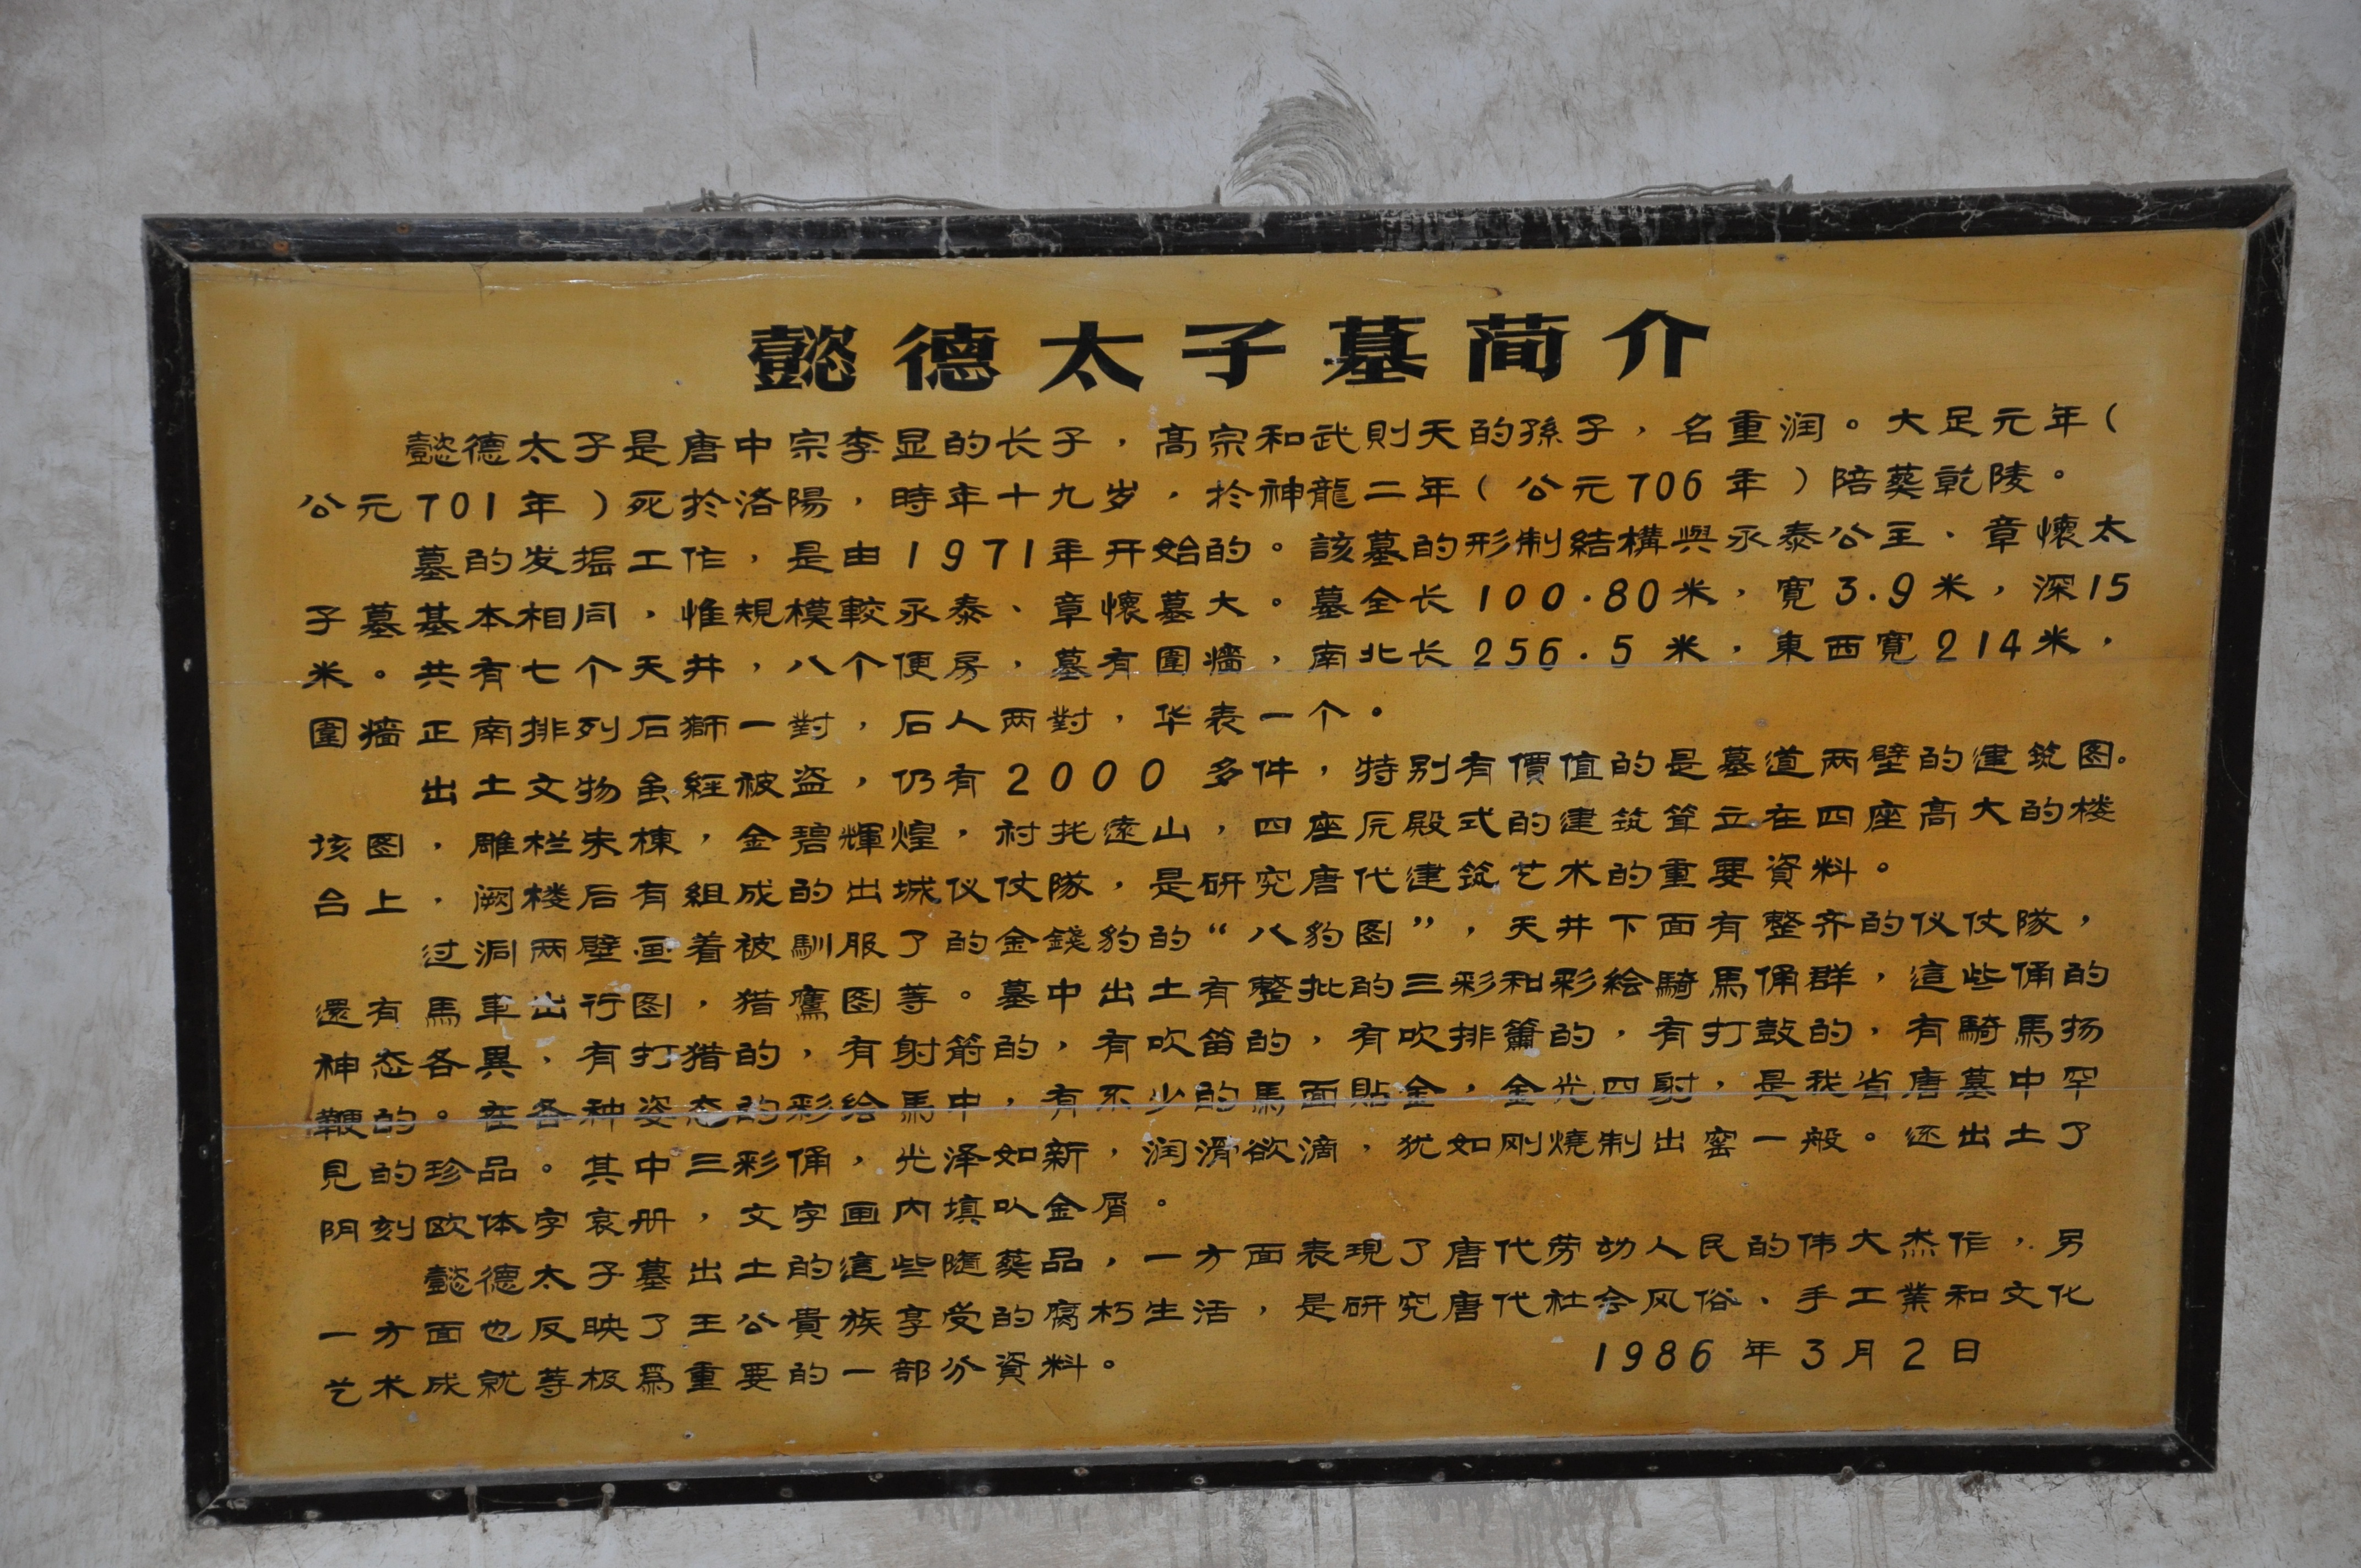 懿德太子墓简介
懿德太子是唐中宗李显的长子，高宗和武則天的孫子，名重润。大足元年（
公元701年）死於洛陽，時年十九岁，於神龍二年（公元706年）陪葵乾陵。
墓的发掘工作，是由1971年开始的。該墓的形制結構與永泰公主、章懷太
子墓基本相同，惟規模較永泰、章懷墓大。墓全长100·80米，寛3.9米，深15
米。共有七个天井，八个便房，墓有圍牆，南北长256·5米，東西寛214米，
圍牆正南排列石獅一對，石人两對，华表一个。
出土文物虽經被盗，仍有2000多件，特别有價值的是墓道两壁的建筑图。
该图，雕栏朱棟，金碧輝煌，衬托遠山，四座元殿式的建筑耸立在四座高大的楼
台上，阙楼后有組成的出城仪仗隊，是研究唐代建筑艺术的重要資料。
过洞两壁画着被馴服了的金錢豹的“八豹图”，天井下面有整齐的仪仗隊，
還有馬車出行图，猎鷹图等。墓中出土有整批的三彩和彩绘騎馬俑群，這些俑的
神态各異，有打猎的，有射箭的，有吹笛的，有吹排簫的，有打鼓的，有騎馬扬
鞭的。在各种姿态的彩绘馬中，有不少的馬面貼金，金光四射，是我省唐墓中罕
見的珍品。其中三彩俑，光泽如新，润滑欲滴，犹如刚燒制出窑一般。还出土了
阴刻欧体字哀册，文字画内填以金屑。
懿德太子墓出土的這些隨葵品，一方面表現了唐代劳动人民的伟大杰作，另
一方面也反映了王公貴族享受的腐朽生活，是研究唐代社会风俗、手工業和文化
艺术成就等极爲重要的一部分資料。 1986年3月2日